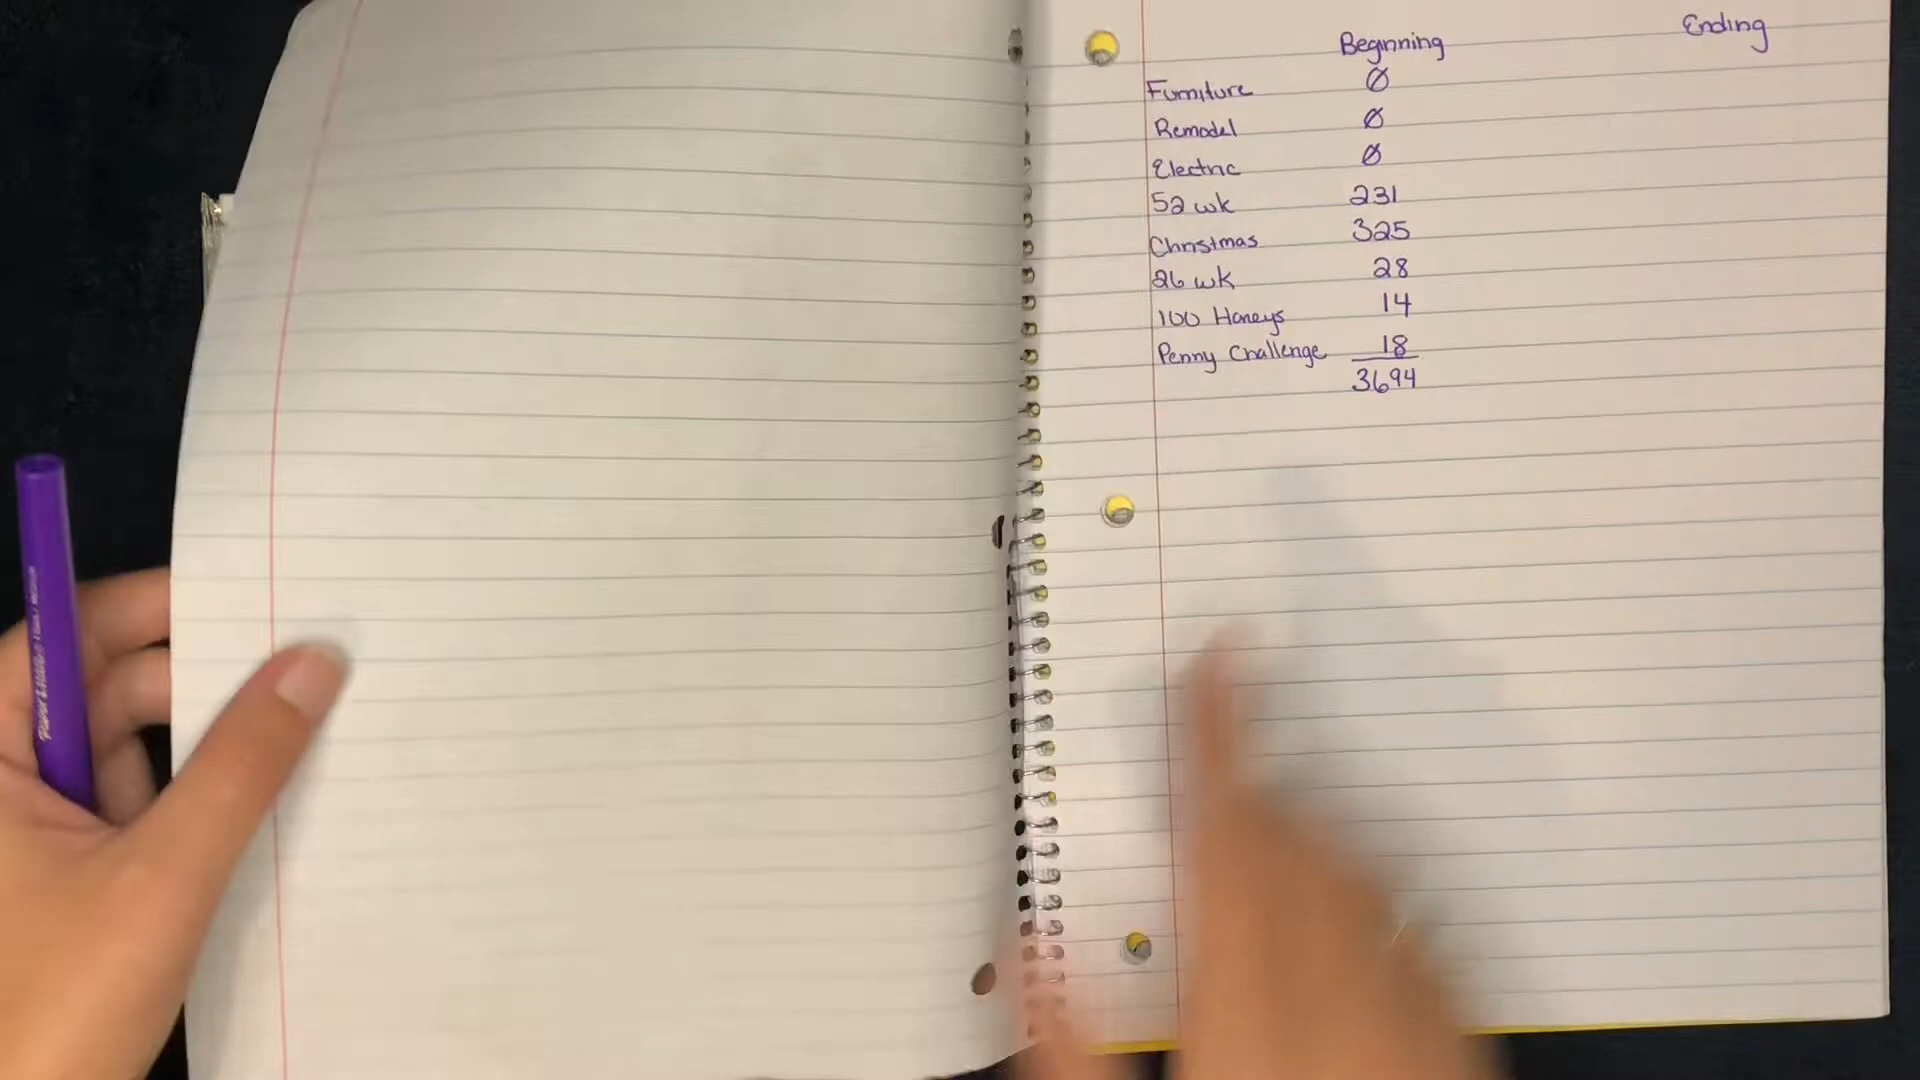 Beginning Ending
Furniture Ø
Remodel Ø
Electric Ø
52 wk 231
Christmas 325
26 wk 28
100 Honeys 14
Penny Challenge 18
3694